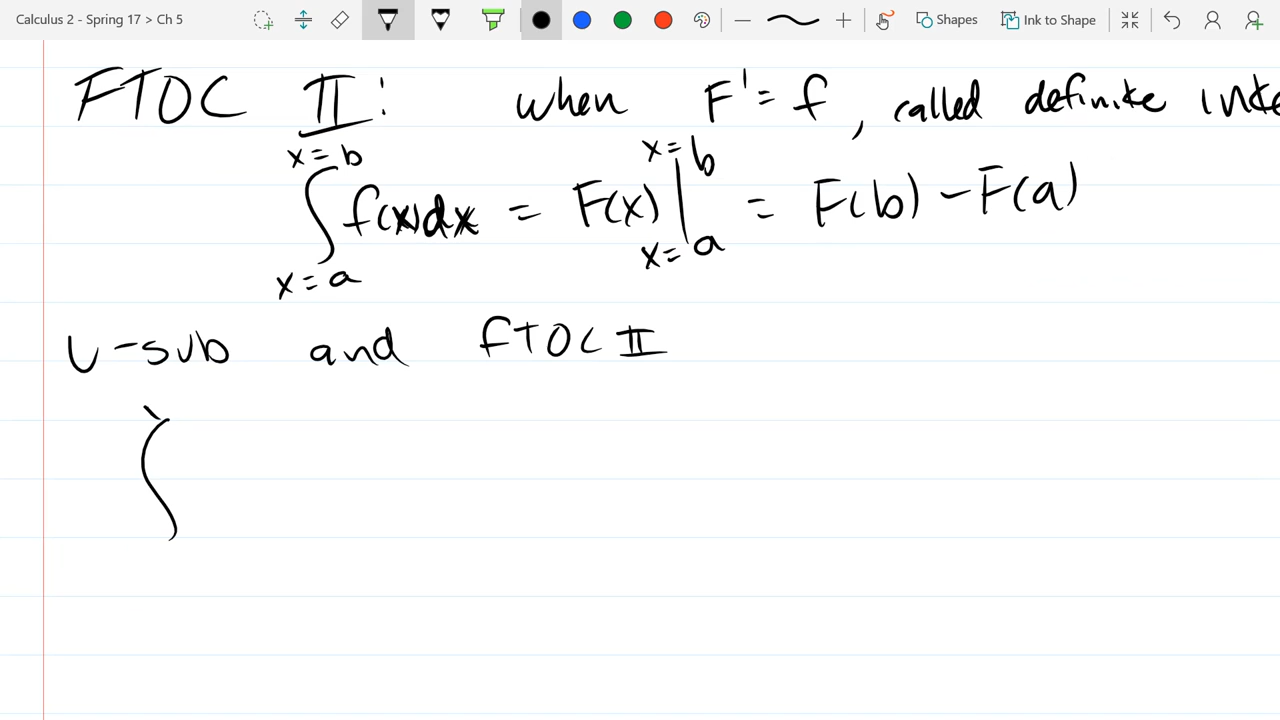 Calculus 2 - Spring 17 > Ch 5
Shapes
Ink to Shape
FTOC II: when F' = f, called definite inte
x=b
∫ f(x)dx = F(x) | = F(b) - F(a)
x=a
x=b
x=a
U-sub and FTOC II
∫